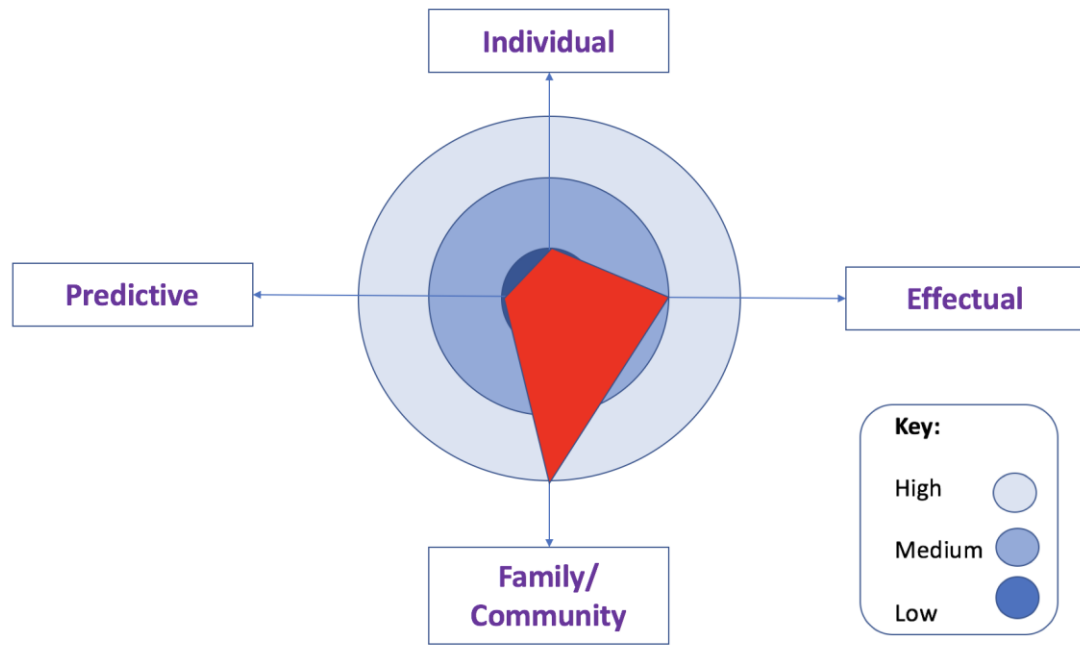 Individual
Predictive
Effectual
Family/
Community
Key:
High
Medium
Low